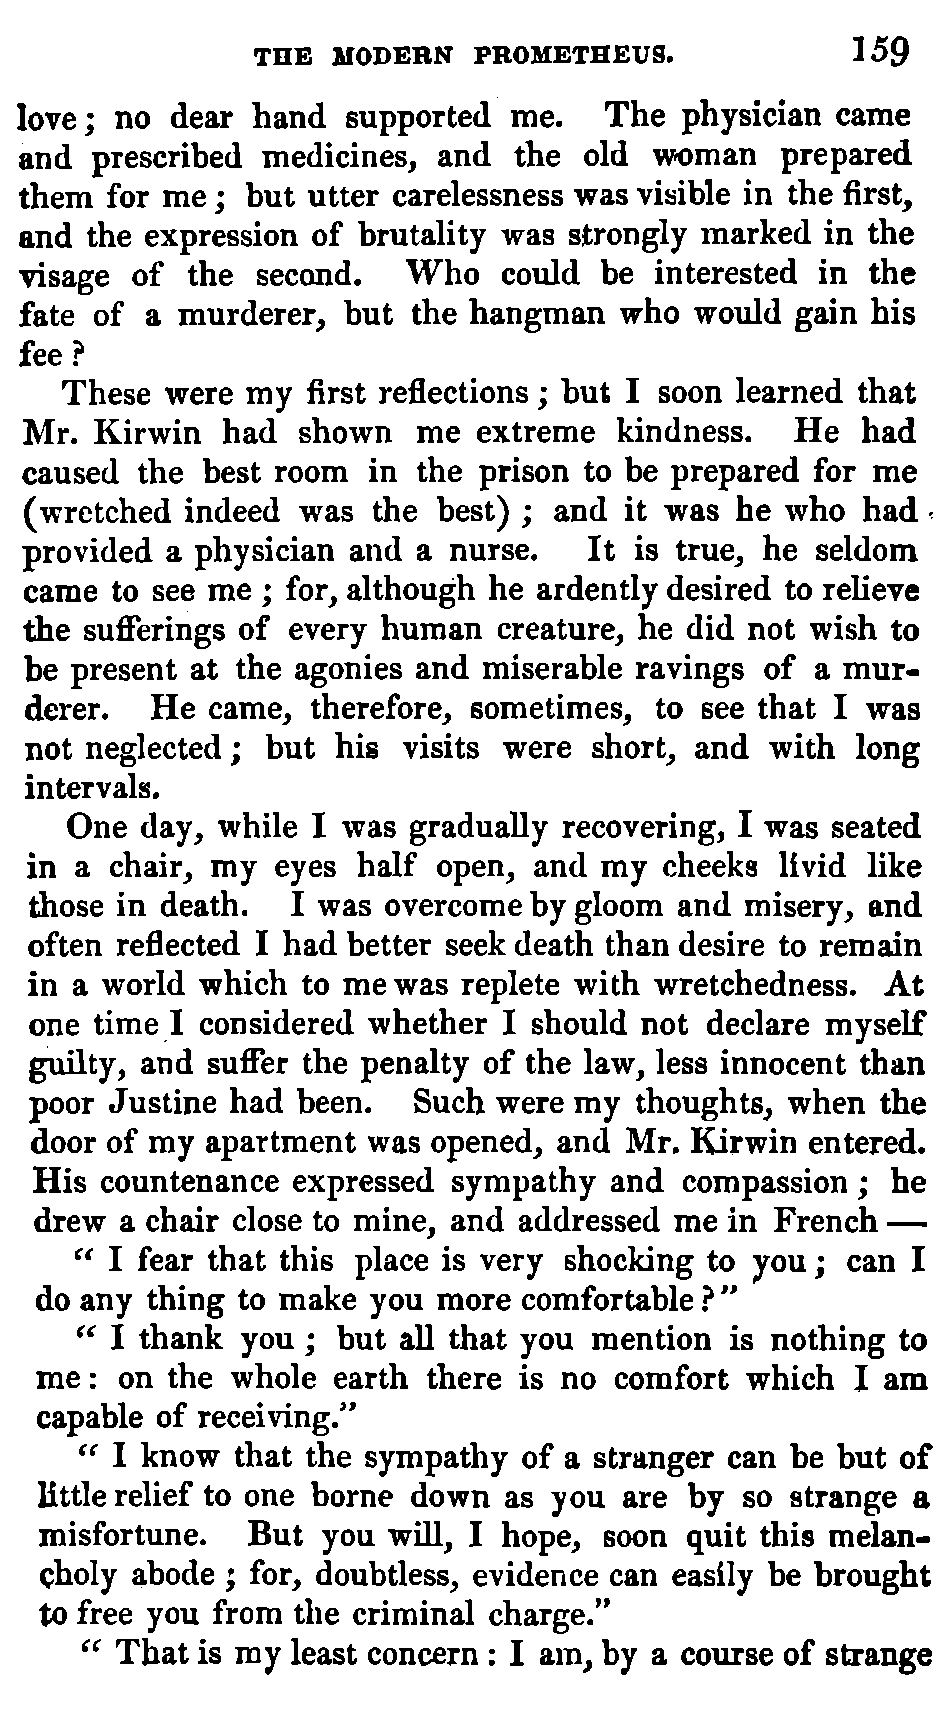 THE MODERN PROMETHEUS. 159
love; no dear hand supported me. The physician came
and prescribed medicines, and the old woman prepared
them for me; but utter carelessness was visible in the first,
and the expression of brutality was strongly marked in the
visage of the second. Who could be interested in the
fate of a murderer, but the hangman who would gain his
fee?
These were my first reflections; but I soon learned that
Mr. Kirwin had shown me extreme kindness. He had
caused the best room in the prison to be prepared for me
(wretched indeed was the best); and it was he who had
provided a physician and a nurse. It is true, he seldom
came to see me; for, although he ardently desired to relieve
the sufferings of every human creature, he did not wish to
be present at the agonies and miserable ravings of a mur-
derer. He came, therefore, sometimes, to see that I was
not neglected; but his visits were short, and with long
intervals.
One day, while I was gradually recovering, I was seated
in a chair, my eyes half open, and my cheeks livid like
those in death. I was overcome by gloom and misery, and
often reflected I had better seek death than desire to remain
in a world which to me was replete with wretchedness. At
one time I considered whether I should not declare myself
guilty, and suffer the penalty of the law, less innocent than
poor Justine had been. Such were my thoughts, when the
door of my apartment was opened, and Mr. Kirwin entered.
His countenance expressed sympathy and compassion; he
drew a chair close to mine, and addressed me in French —
“ I fear that this place is very shocking to you; can I
do any thing to make you more comfortable?”
“ I thank you; but all that you mention is nothing to
me: on the whole earth there is no comfort which I am
capable of receiving.”
“ I know that the sympathy of a stranger can be but of
little relief to one borne down as you are by so strange a
misfortune. But you will, I hope, soon quit this melan-
choly abode; for, doubtless, evidence can easily be brought
to free you from the criminal charge.”
“ That is my least concern: I am, by a course of strange